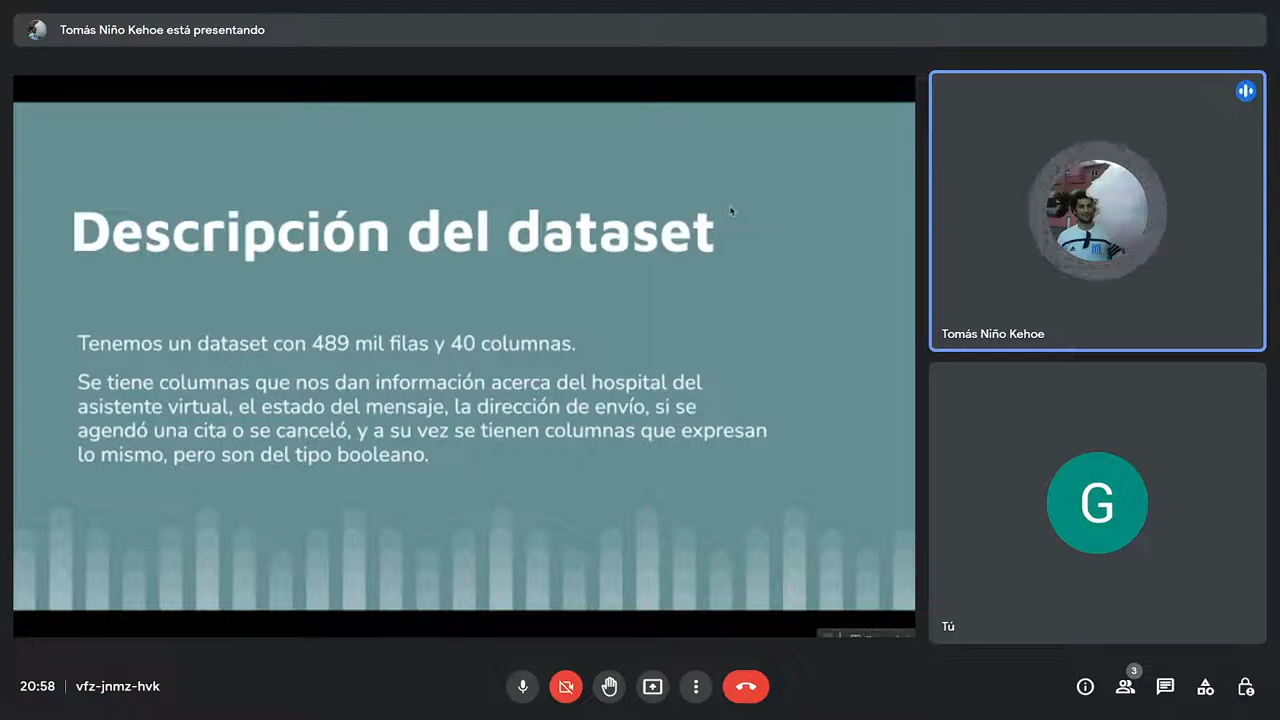 Tomás Niño Kehoe está presentando
Descripción del dataset
Tenemos un dataset con 489 mil filas y 40 columnas.
Se tiene columnas que nos dan información acerca del hospital del
asistente virtual, el estado del mensaje, la dirección de envío, si se
agendó una cita o se canceló, y a su vez se tienen columnas que expresan
lo mismo, pero son del tipo booleano.
Tomás Niño Kehoe
G
Tú
20:58
vfz-jnmz-hvk
3